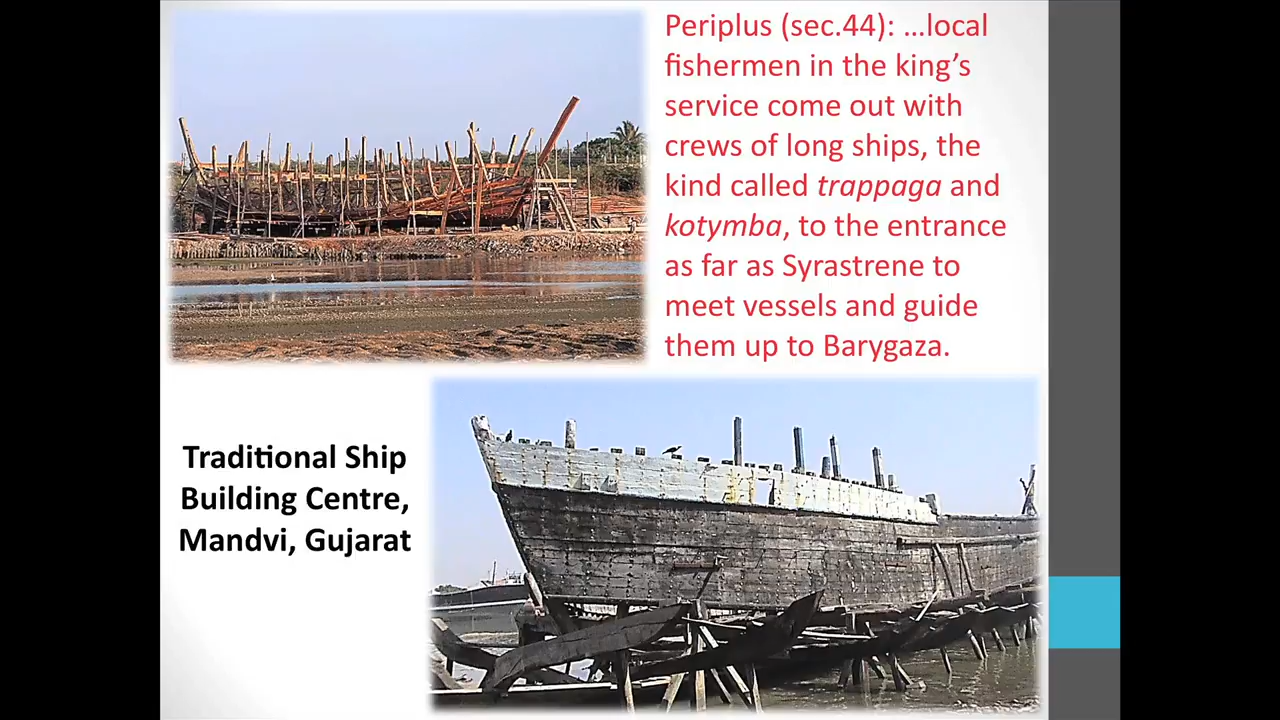 Periplus (sec.44): ...local
fishermen in the king’s
service come out with
crews of long ships, the
kind called trappaga and
kotymba, to the entrance
as far as Syrastrene to
meet vessels and guide
them up to Barygaza.
Traditional Ship
Building Centre,
Mandvi, Gujarat